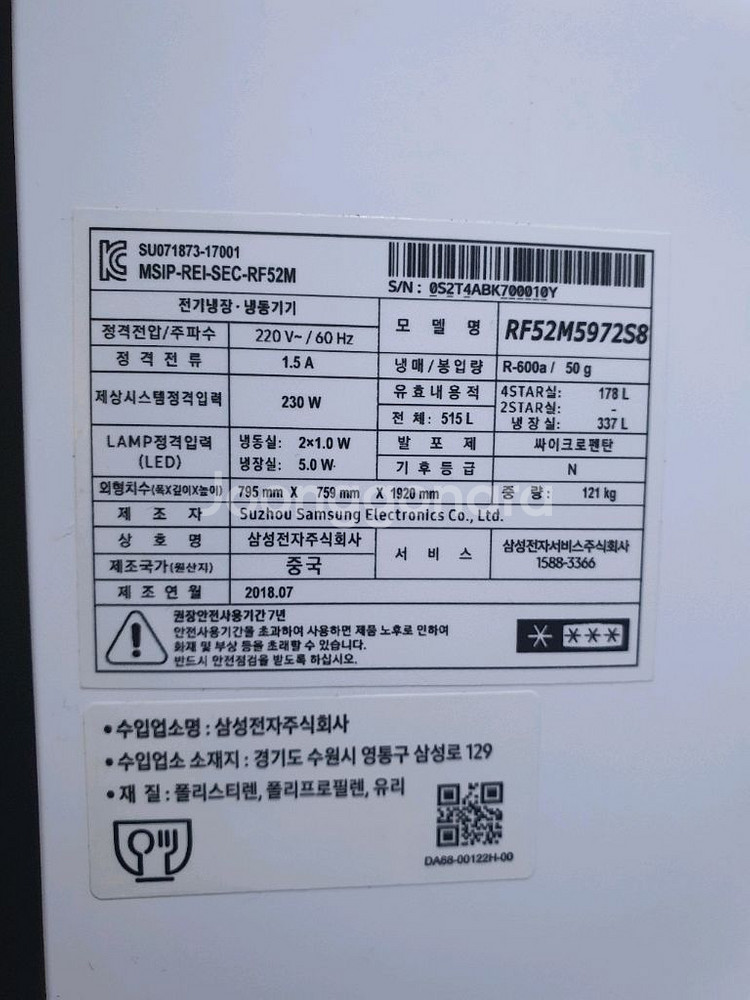 SU071873-17001
MSIP-REI-SEC-RF52M
S/N : 0S2T4ABK700010Y
전기냉장·냉동기기
모 델 명 RF52M5972S8
정격전압/주파수 220 V~ / 60 Hz
정 격 전 류 1.5 A
냉매/봉입량 R-600a / 50 g
제상시스템정격입력 230 W
유효내용적
전 체: 515 L
4STAR실: 178 L
2STAR실: -
냉 장 실: 337 L
LAMP정격입력
(LED)
냉동실: 2×1.0 W
냉장실: 5.0 W
발 포 제 싸이크로펜탄
기 후 등 급 N
외형치수(폭X깊이X높이) 795 mm X 759 mm X 1920 mm
중 량 : 121 kg
제 조 자 Suzhou Samsung Electronics Co., Ltd.
상 호 명 삼성전자주식회사
서 비 스 삼성전자서비스주식회사
1588-3366
제조국가(원산지) 중국
제 조 연 월 2018.07
권장안전사용기간 7년
안전사용기간을 초과하여 사용하면 제품 노후로 인하여
화재 및 부상 등을 초래할 수 있습니다.
반드시 안전점검을 받도록 하십시오.
• 수입업소명 : 삼성전자주식회사
• 수입업소 소재지 : 경기도 수원시 영통구 삼성로 129
• 재 질 : 폴리스티렌, 폴리프로필렌, 유리
DA68-00122H-00
Joonggonara